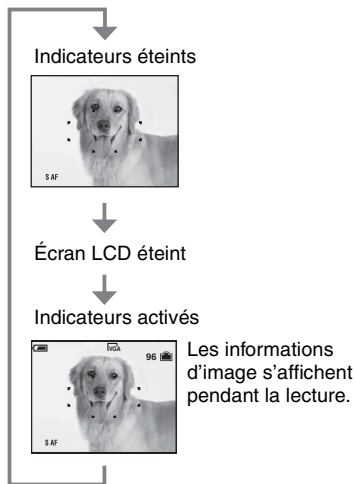 Indicateurs éteints
S AF
Écran LCD éteint
Indicateurs activés
VGA
96
S AF
Les informations
d'image s'affichent
pendant la lecture.